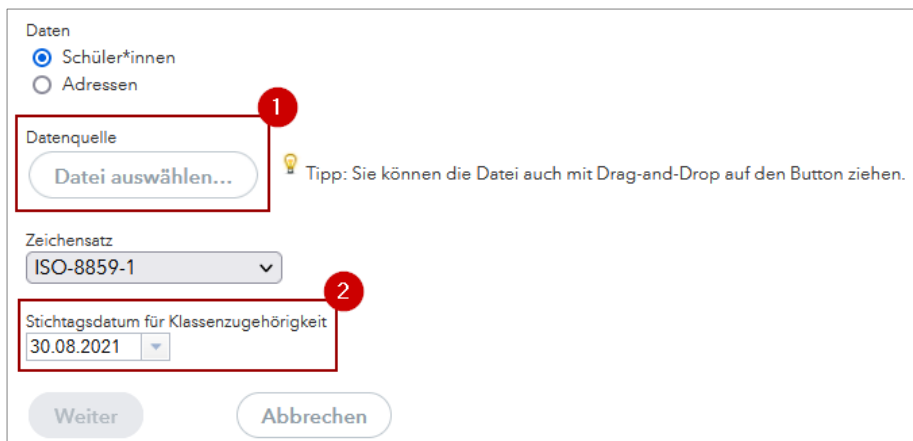 Daten
Schüler*innen
Adressen
1
Datenquelle
Datei auswählen...
Tipp: Sie können die Datei auch mit Drag-and-Drop auf den Button ziehen.
Zeichensatz
ISO-8859-1
2
Stichtagsdatum für Klassenzugehörigkeit
30.08.2021
Weiter Abbrechen